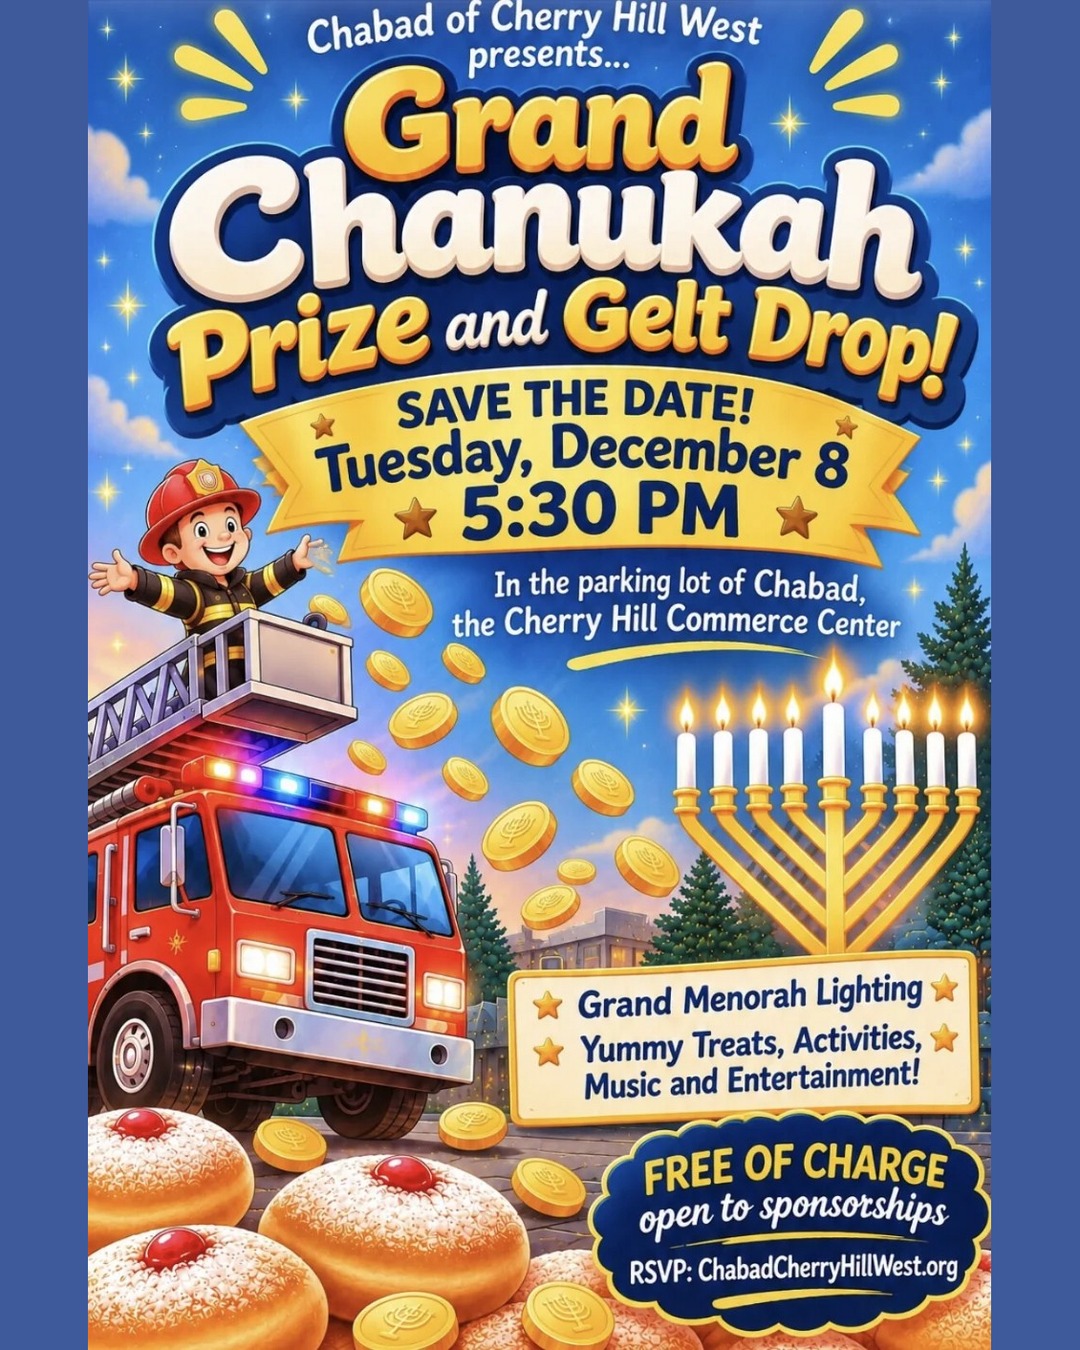 Chabad of Cherry Hill West
presents...
Grand
Chanukah
Prize and Gelt Drop!
SAVE THE DATE!
Tuesday, December 8
5:30 PM
In the parking lot of Chabad,
the Cherry Hill Commerce Center
Grand Menorah Lighting
Yummy Treats, Activities,
Music and Entertainment!
FREE OF CHARGE
open to sponsorships
RSVP: ChabadCherryHillWest.org